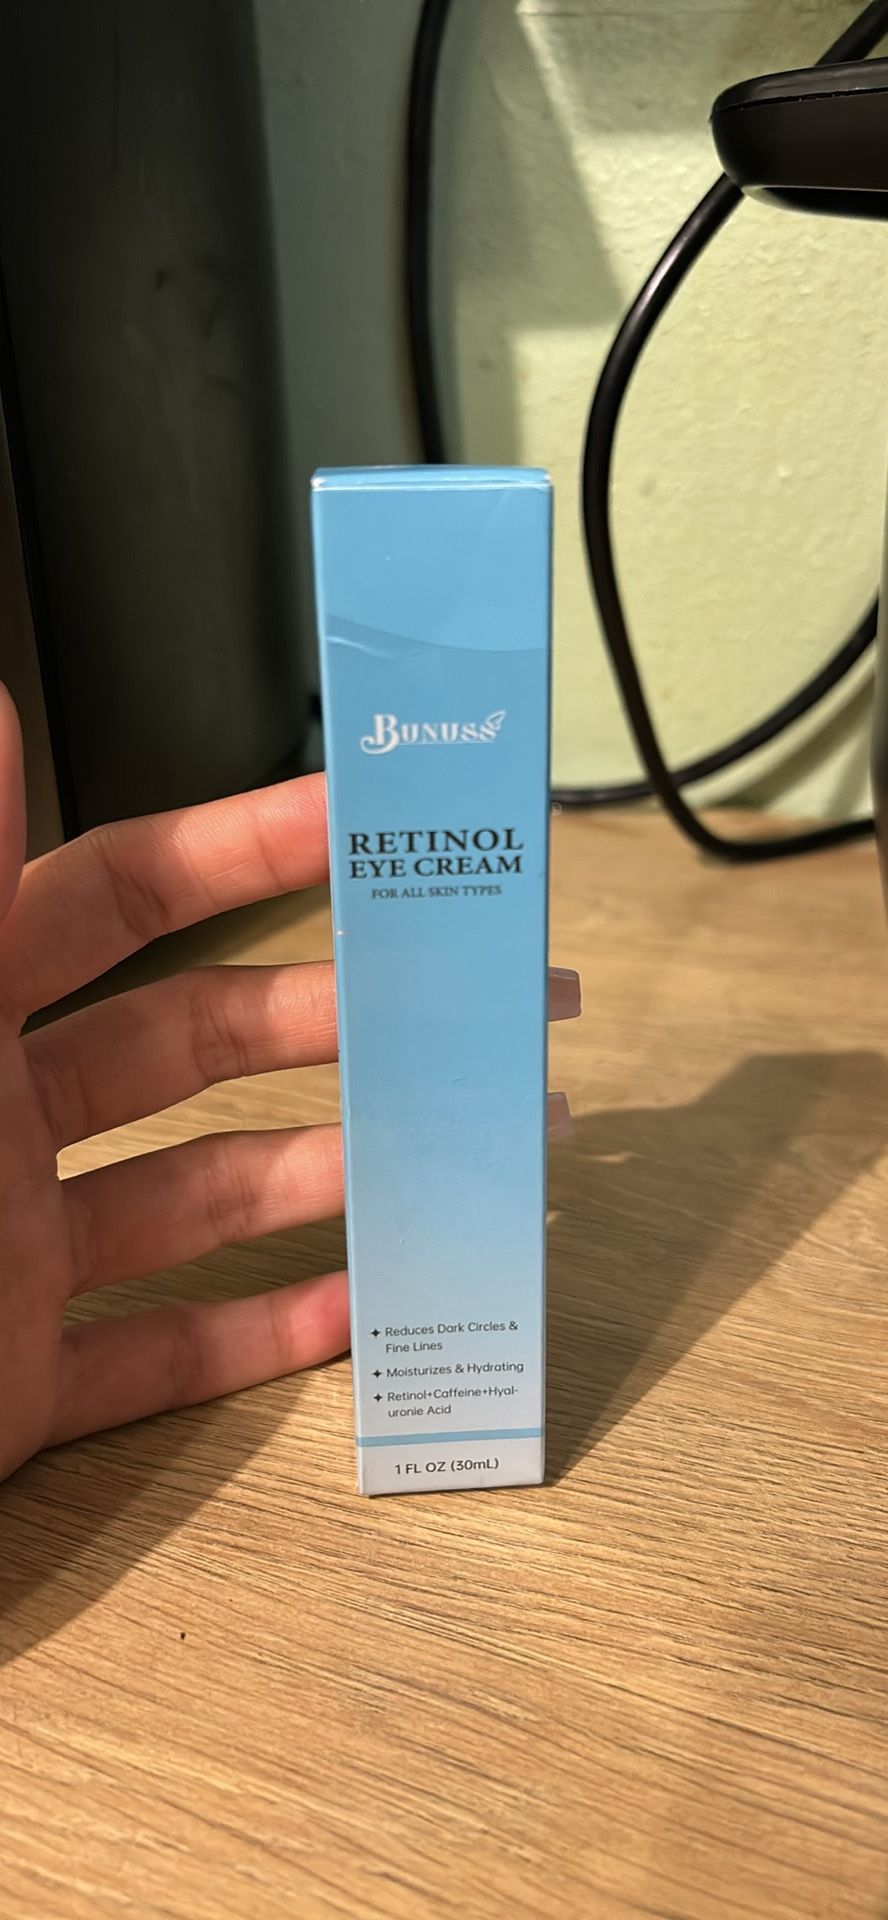 BUNUSS
RETINOL
EYE CREAM
FOR ALL SKIN TYPES
✦ Reduces Dark Circles &
Fine Lines
✦ Moisturizes & Hydrating
✦ Retinol+Caffeine+Hyal-
uronie Acid
1 FL OZ (30mL)